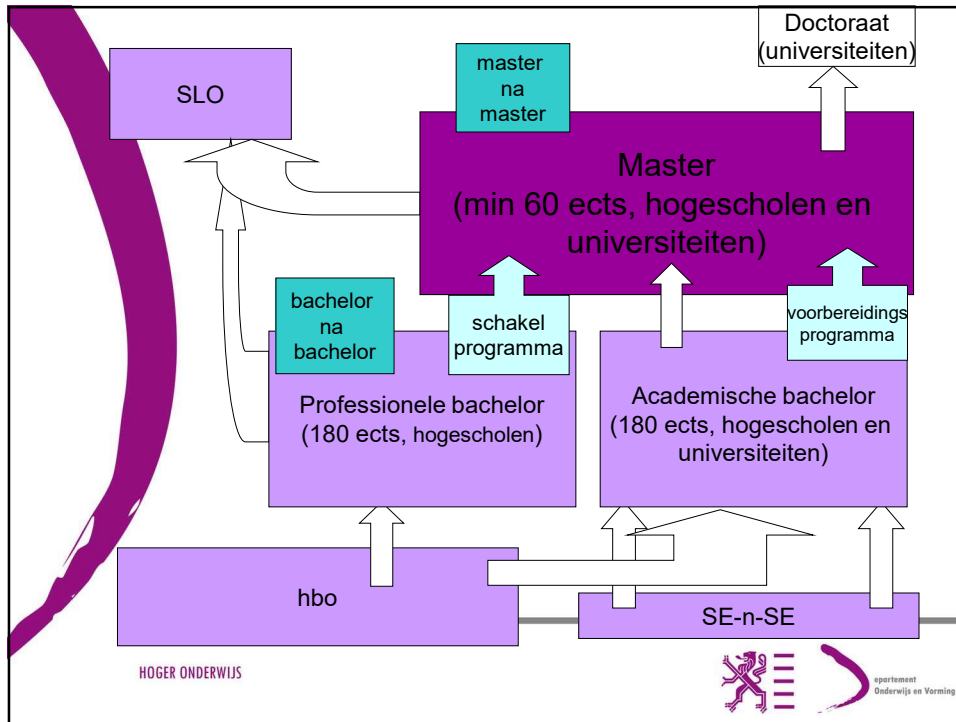 Doctoraat
(universiteiten)
SLO
master
na
master
Master
(min 60 ects, hogescholen en
universiteiten)
bachelor
na
bachelor
schakel
programma
voorbereidings
programma
Professionele bachelor
(180 ects, hogescholen)
Academische bachelor
(180 ects, hogescholen en
universiteiten)
hbo
SE-n-SE
HOGER ONDERWIJS
epartement
Onderwijs en Vorming